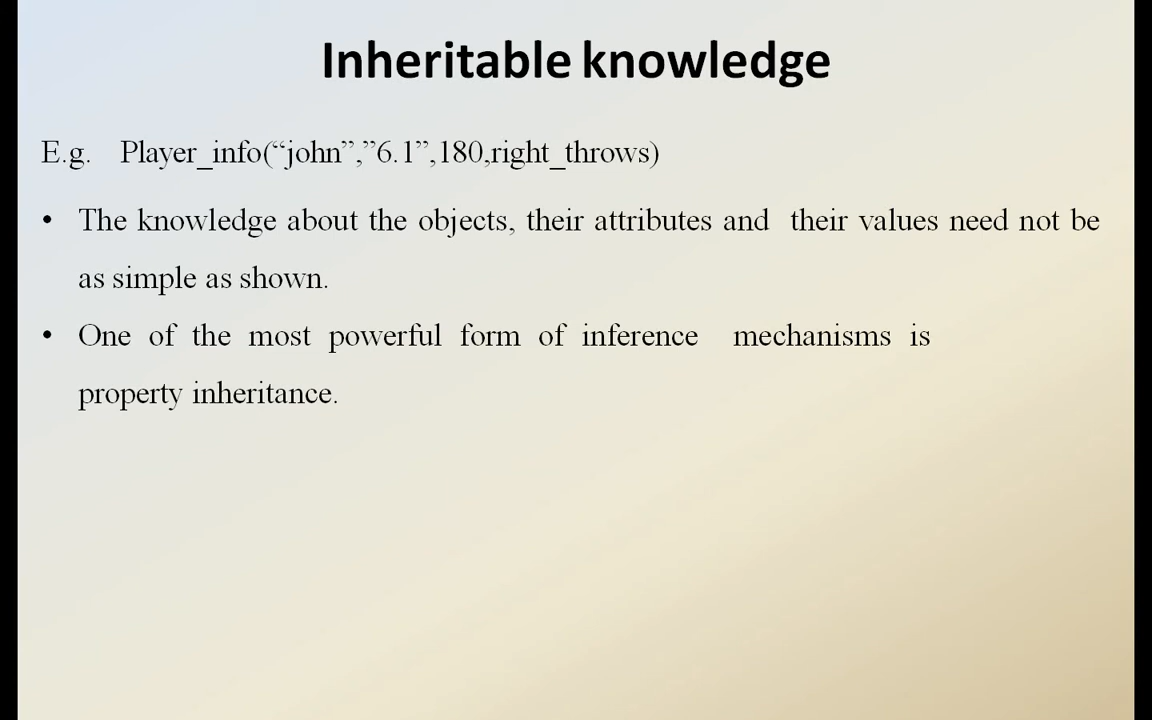 Inheritable knowledge
E.g. Player_info(“john”,”6.1”,180,right_throws)
• The knowledge about the objects, their attributes and their values need not be
as simple as shown.
• One of the most powerful form of inference mechanisms is
property inheritance.